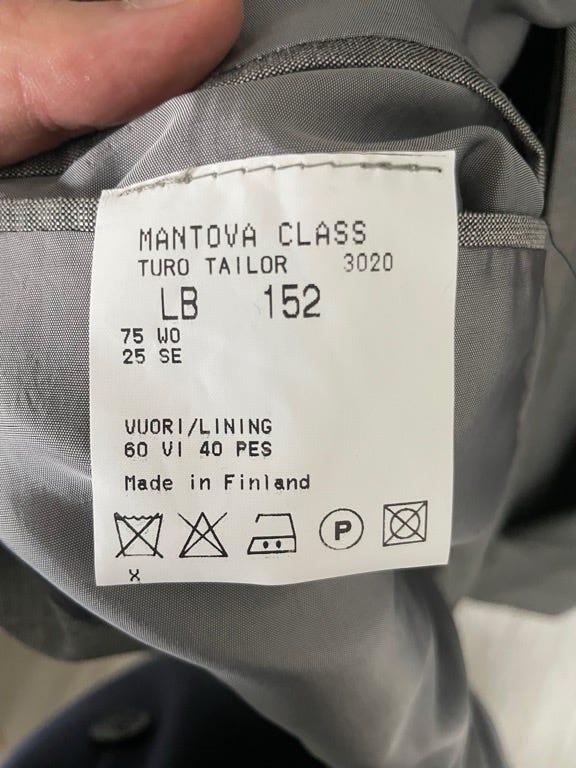 MANTOVA CLASS
TURO TAILOR 3020
LB 152
75 WO
25 SE
VUORI/LINING
60 VI 40 PES
Made in Finland
P
X